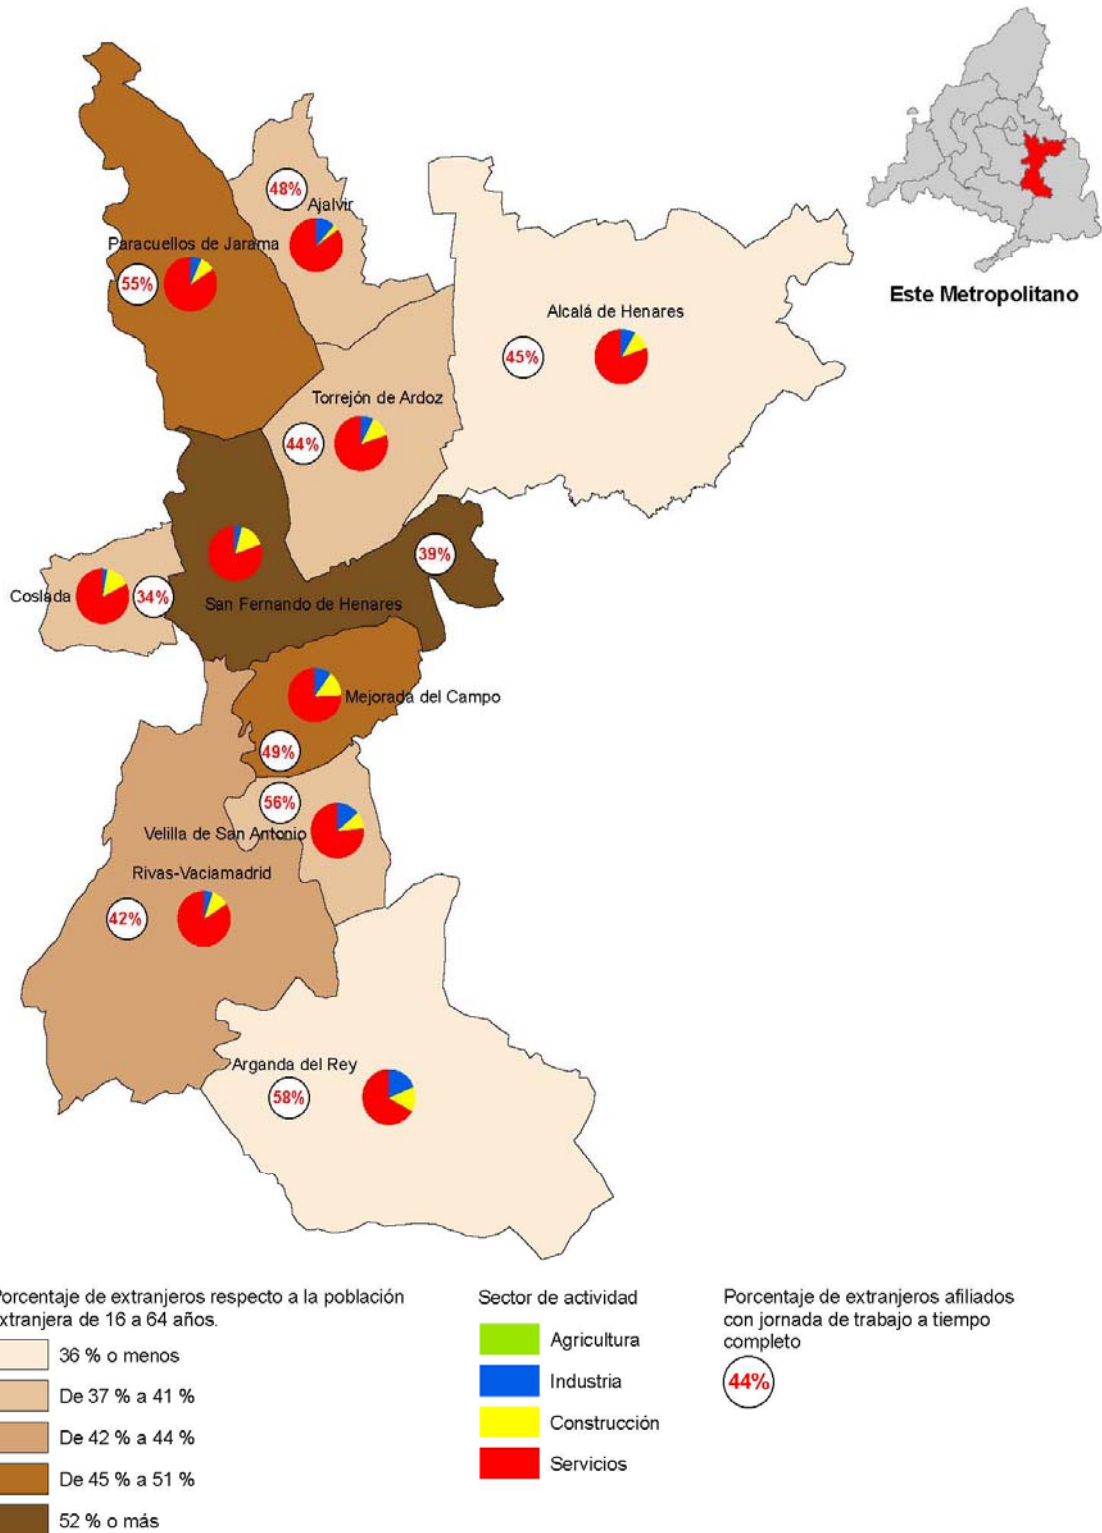 48%
Ajalvir
Paracuellos de Jarama
55%
Este Metropolitano
Alcalá de Henares
45%
Torrejón de Ardoz
44%
39%
Coslada
34%
San Fernando de Henares
Mejorada del Campo
49%
56%
Velilla de San Antonio
Rivas-Vaciamadrid
42%
Arganda del Rey
58%
Porcentaje de extranjeros respecto a la población
extranjera de 16 a 64 años.
36 % o menos
De 37 % a 41 %
De 42 % a 44 %
De 45 % a 51 %
52 % o más
Sector de actividad
Agricultura
Industria
Construcción
Servicios
Porcentaje de extranjeros afiliados
con jornada de trabajo a tiempo
completo
44%